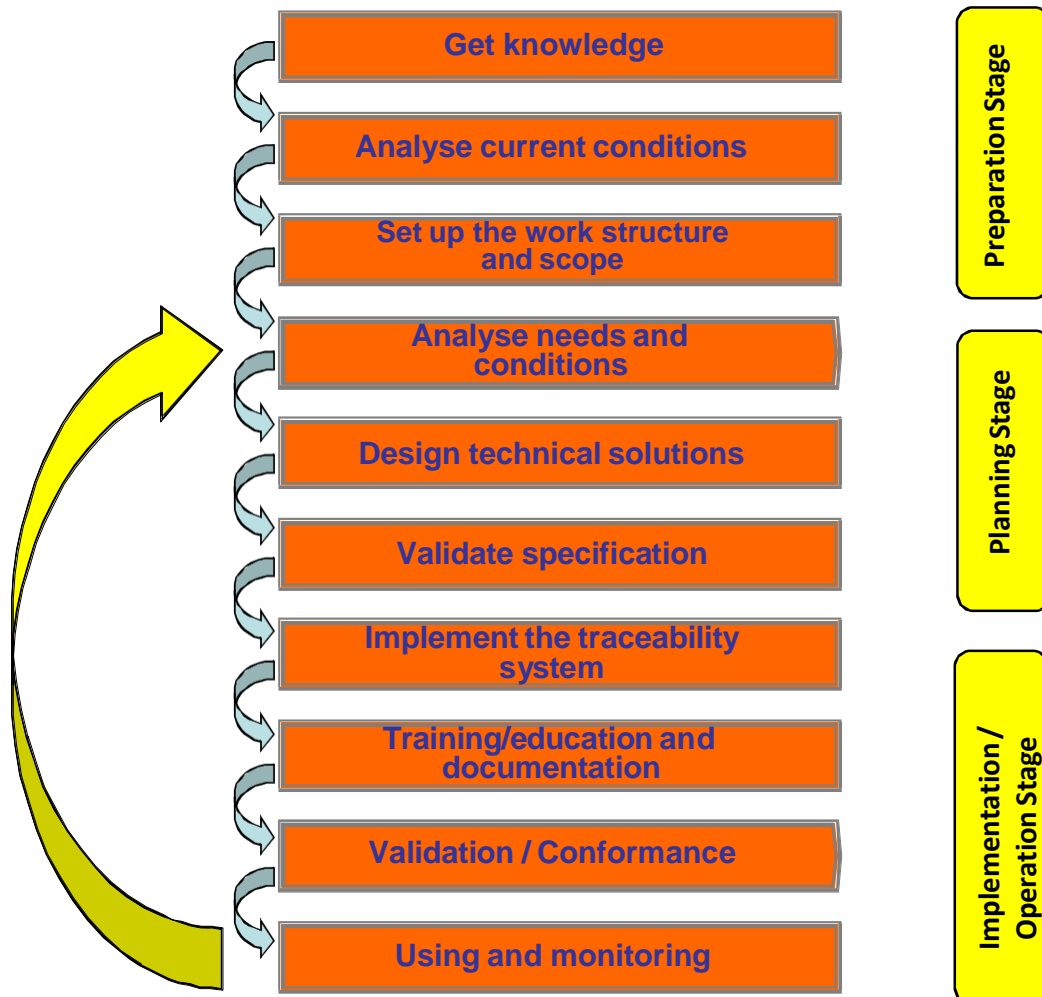 Get knowledge
Analyse current conditions
Set up the work structure
and scope
Analyse needs and
conditions
Design technical solutions
Validate specification
Implement the traceability
system
Training/education and
documentation
Validation / Conformance
Using and monitoring
Preparation Stage
Planning Stage
Implementation /
Operation Stage